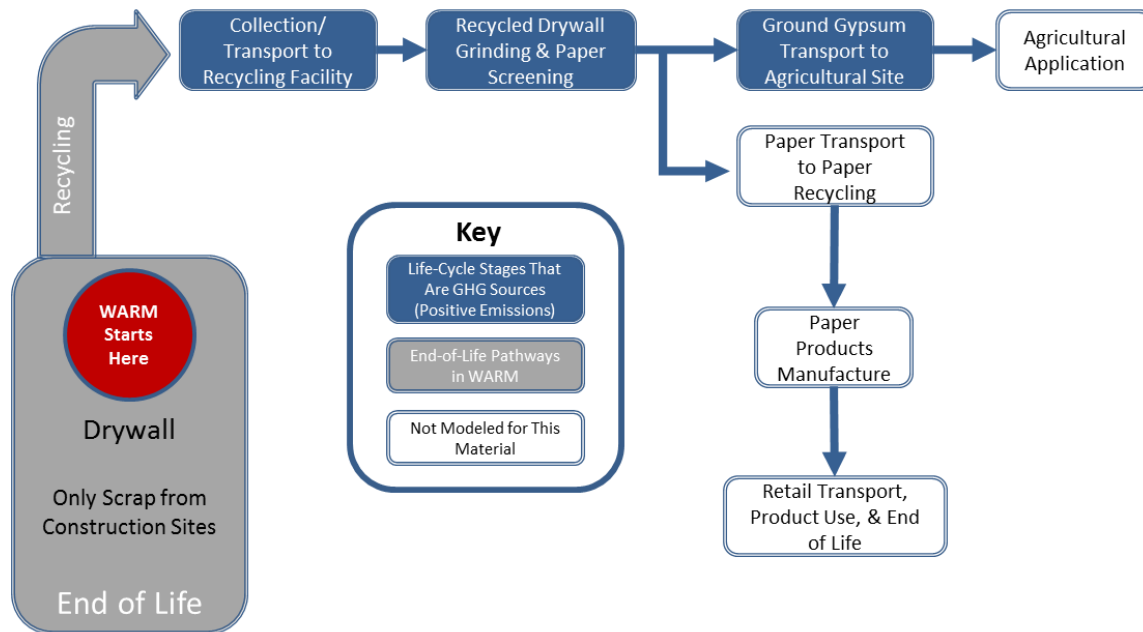 Collection/
Transport to
Recycling Facility
Recycled Drywall
Grinding & Paper
Screening
Ground Gypsum
Transport to
Agricultural Site
Agricultural
Application
Recycling
Paper Transport
to Paper
Recycling
Key
Life-Cycle Stages That
Are GHG Sources
(Positive Emissions)
End-of-Life Pathways
in WARM
Not Modeled for This
Material
WARM
Starts
Here
Drywall
Only Scrap from
Construction Sites
End of Life
Paper
Products
Manufacture
Retail Transport,
Product Use, & End
of Life